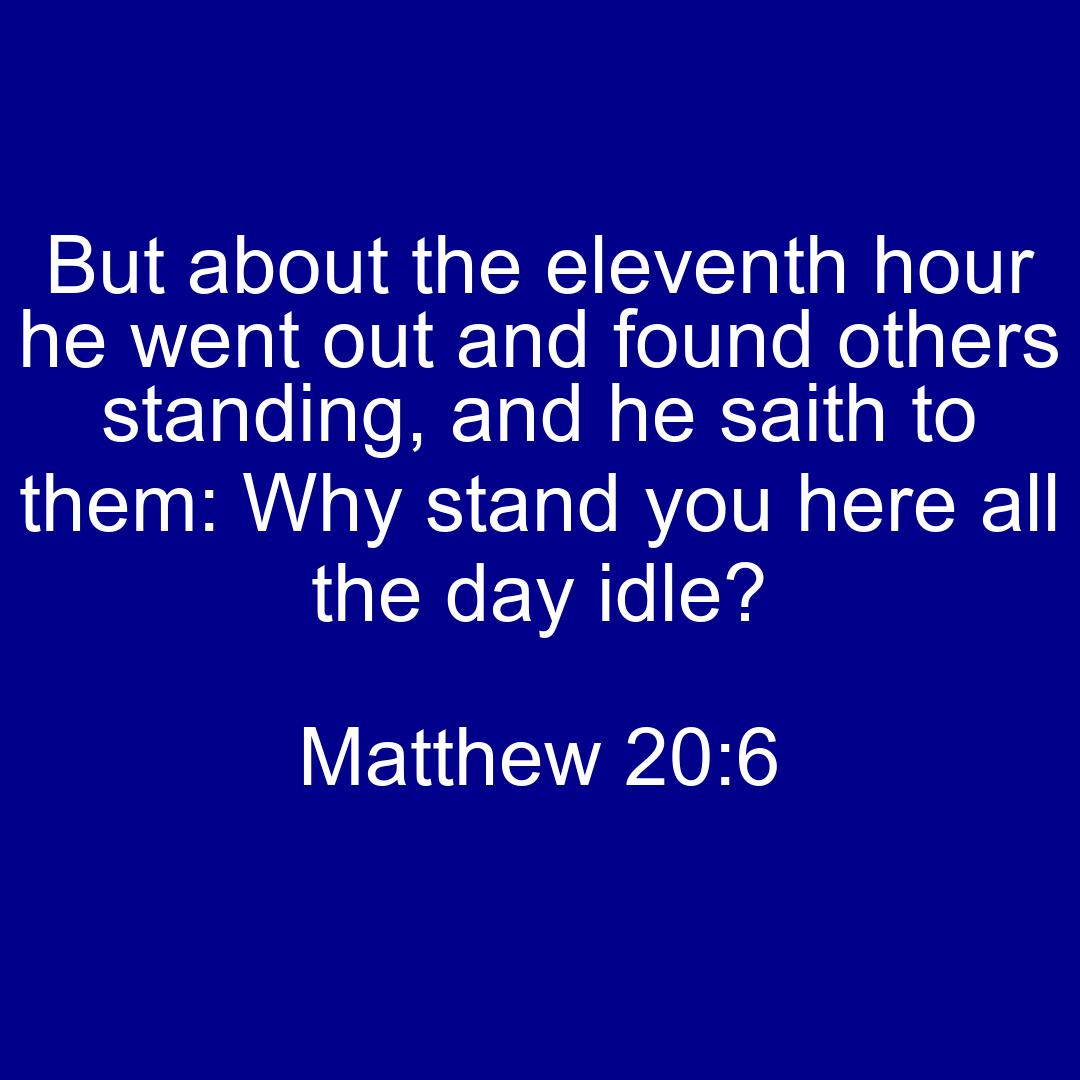 But about the eleventh hour
he went out and found others
standing, and he saith to
them: Why stand you here all
the day idle?
Matthew 20:6